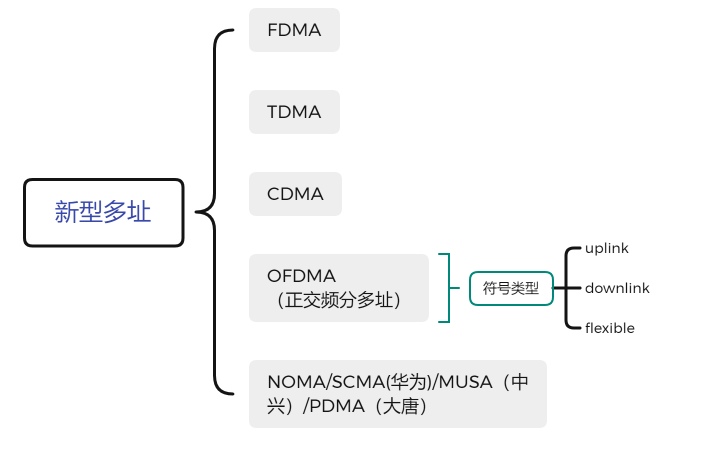 新型多址
FDMA
TDMA
CDMA
OFDMA
（正交频分多址）
符号类型
uplink
downlink
flexible
NOMA/SCMA(华为)/MUSA（中
兴）/PDMA（大唐）